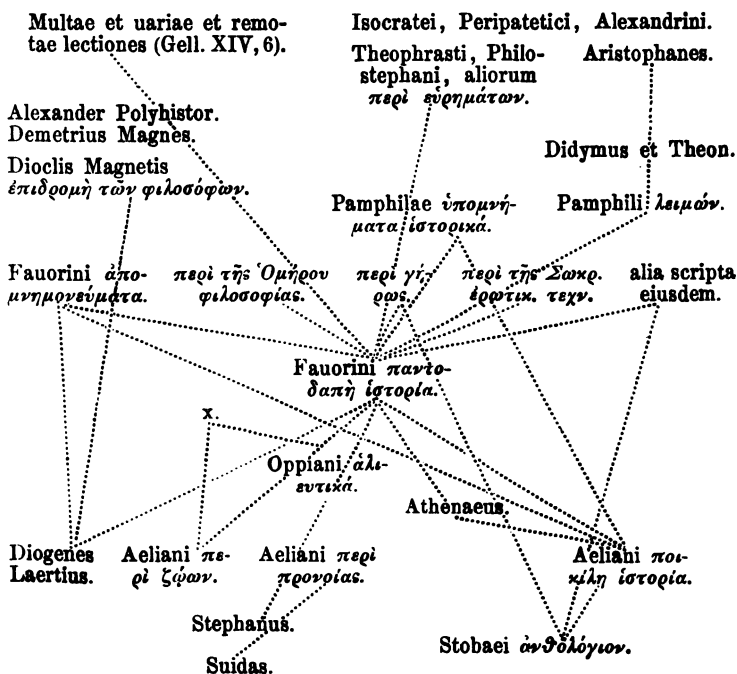 Multae et uariae et remo-
tae lectiones (Gell. XIV, 6).
Isocratei, Peripatetici, Alexandrini.
Theophrasti, Philo-
stephani, aliorum
περὶ εὑρημάτων.
Aristophanes.
Alexander Polyhistor.
Demetrius Magnes.
Dioclis Magnetis
ἐπιδρομὴ τῶν φιλοσόφων.
Didymus et Theon.
Pamphilae ὑπομνή-
ματα ἱστορικά.
Pamphili λειμών.
Fauorini ἀπο-
μνημονεύματα.
περὶ τῆς Ὁμήρου
φιλοσοφίας.
περὶ γή-
ρως.
περὶ τῆς Σωκρ.
ἐρωτικ. τεχν.
alia scripta
eiusdem.
Fauorini παντο-
δαπὴ ἱστορία.
x.
Oppiani ἁλι-
ευτικά.
Athenaeus.
Diogenes
Laertius.
Aeliani πε-
ρὶ ζῴων.
Aeliani περὶ
προνοίας.
Aeliani ποι-
κίλη ἱστορία.
Stephanus.
Stobaei ἀνθολόγιον.
Suidas.